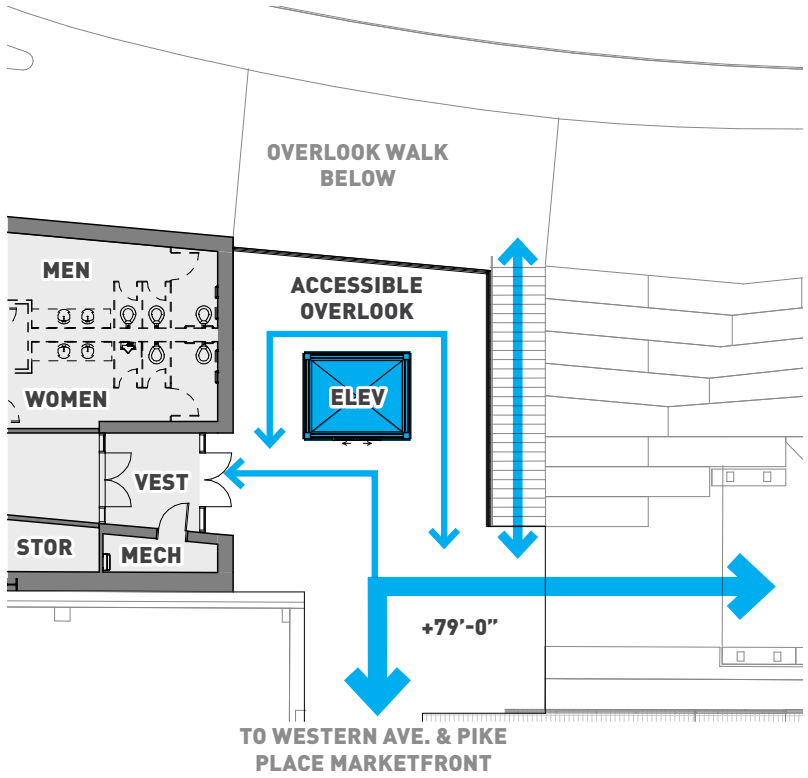 OVERLOOK WALK
BELOW
MEN
ACCESSIBLE
OVERLOOK
ELEV
WOMEN
VEST
STOR
MECH
+79’-0”
TO WESTERN AVE. & PIKE
PLACE MARKETFRONT